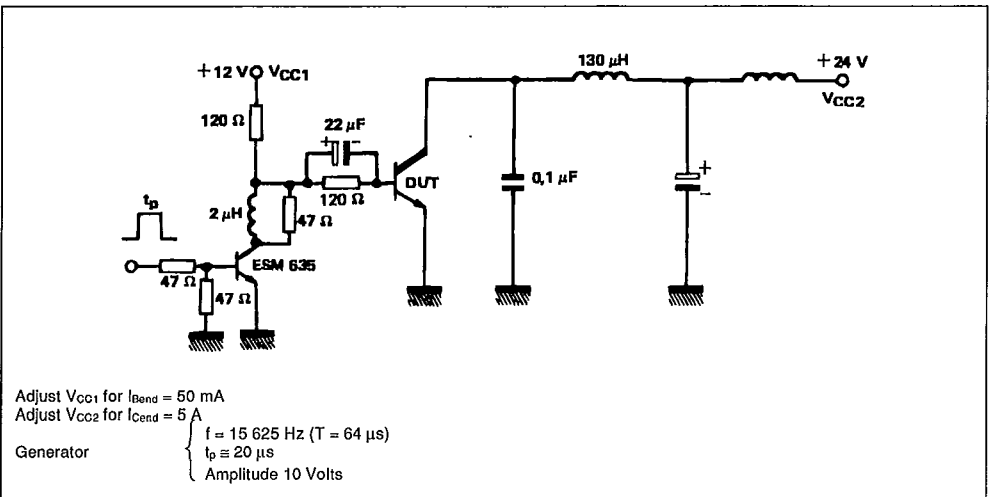 +12 V VCC1
130 µH
+24 V
VCC2
120 Ω
22 µF
+ −
DUT
0,1 µF
+
−
120 Ω
tp
2 µH
47 Ω
ESM 635
47 Ω
47 Ω
Adjust VCC1 for IBend = 50 mA
Adjust VCC2 for ICend = 5 A
f = 15 625 Hz (T = 64 µs)
Generator
tp ≅ 20 µs
Amplitude 10 Volts